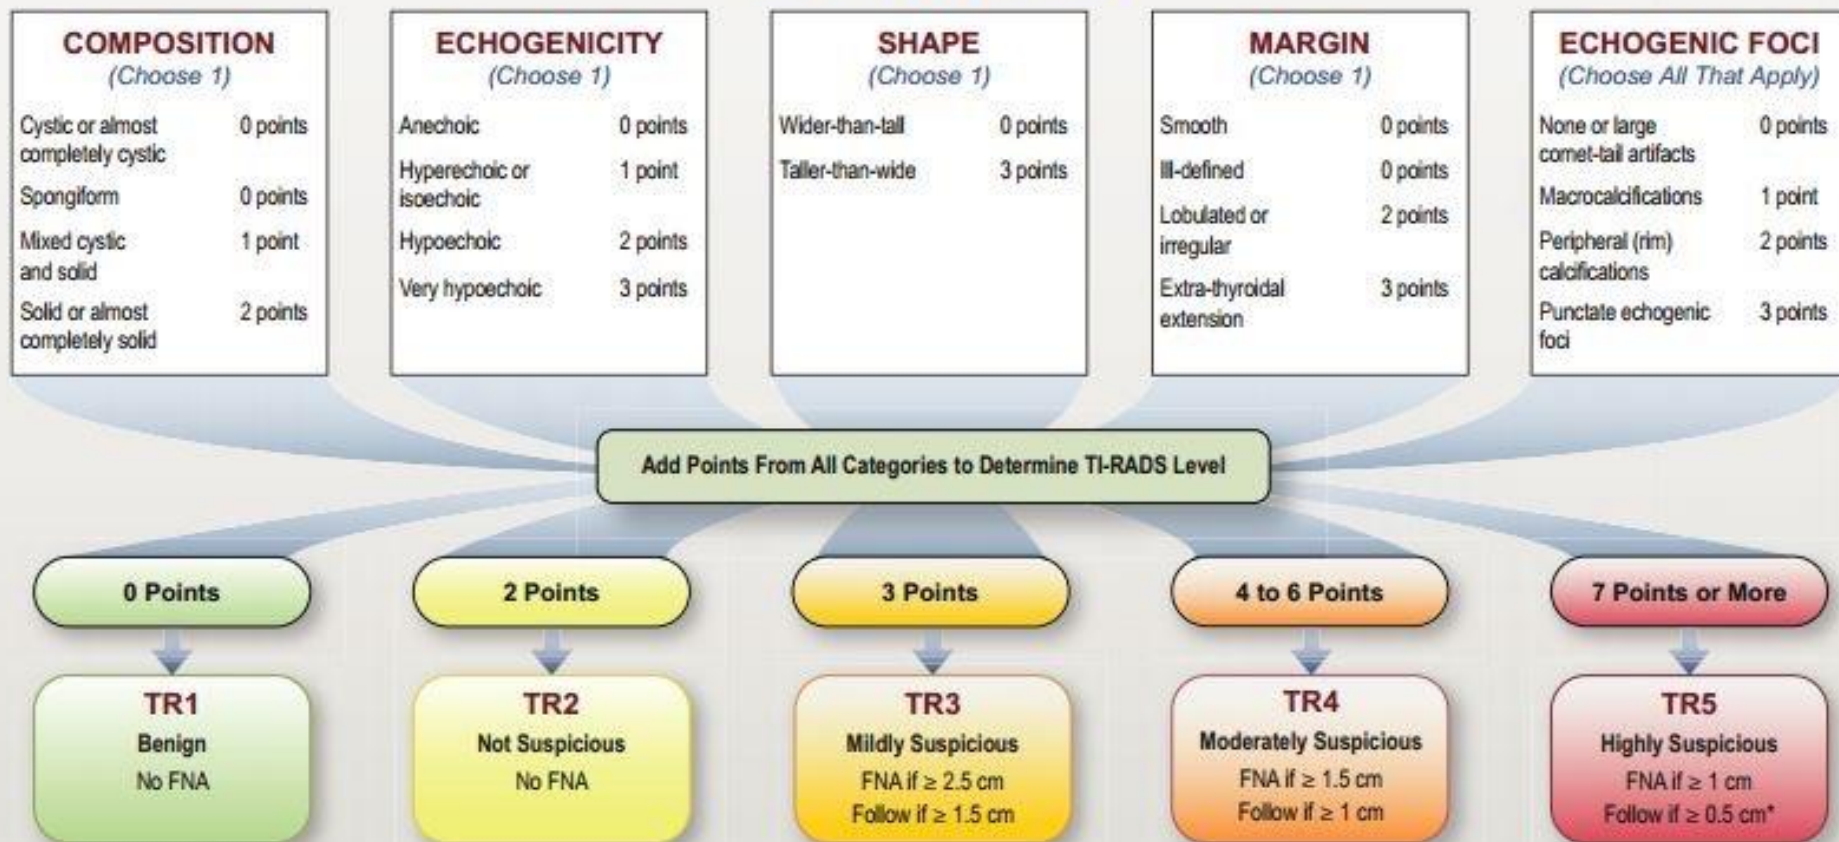 COMPOSITION
(Choose 1)
Cystic or almost completely cystic 0 points
Spongiform 0 points
Mixed cystic and solid 1 point
Solid or almost completely solid 2 points
ECHOGENICITY
(Choose 1)
Anechoic 0 points
Hyperechoic or isoechoic 1 point
Hypoechoic 2 points
Very hypoechoic 3 points
SHAPE
(Choose 1)
Wider-than-tall 0 points
Taller-than-wide 3 points
MARGIN
(Choose 1)
Smooth 0 points
Ill-defined 0 points
Lobulated or irregular 2 points
Extra-thyroidal extension 3 points
ECHOGENIC FOCI
(Choose All That Apply)
None or large comet-tail artifacts 0 points
Macrocalcifications 1 point
Peripheral (rim) calcifications 2 points
Punctate echogenic foci 3 points
Add Points From All Categories to Determine TI-RADS Level
0 Points
2 Points
3 Points
4 to 6 Points
7 Points or More
TR1
Benign
No FNA
TR2
Not Suspicious
No FNA
TR3
Mildly Suspicious
FNA if ≥ 2.5 cm
Follow if ≥ 1.5 cm
TR4
Moderately Suspicious
FNA if ≥ 1.5 cm
Follow if ≥ 1 cm
TR5
Highly Suspicious
FNA if ≥ 1 cm
Follow if ≥ 0.5 cm*